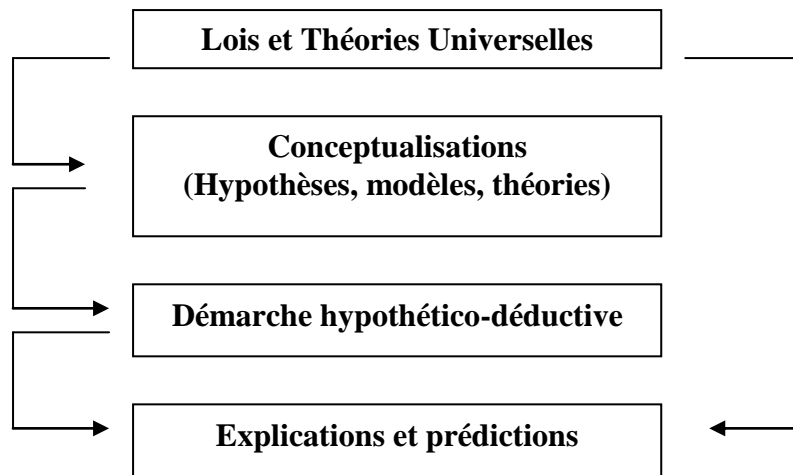 Lois et Théories Universelles
Conceptualisations
(Hypothèses, modèles, théories)
Démarche hypothético-déductive
Explications et prédictions